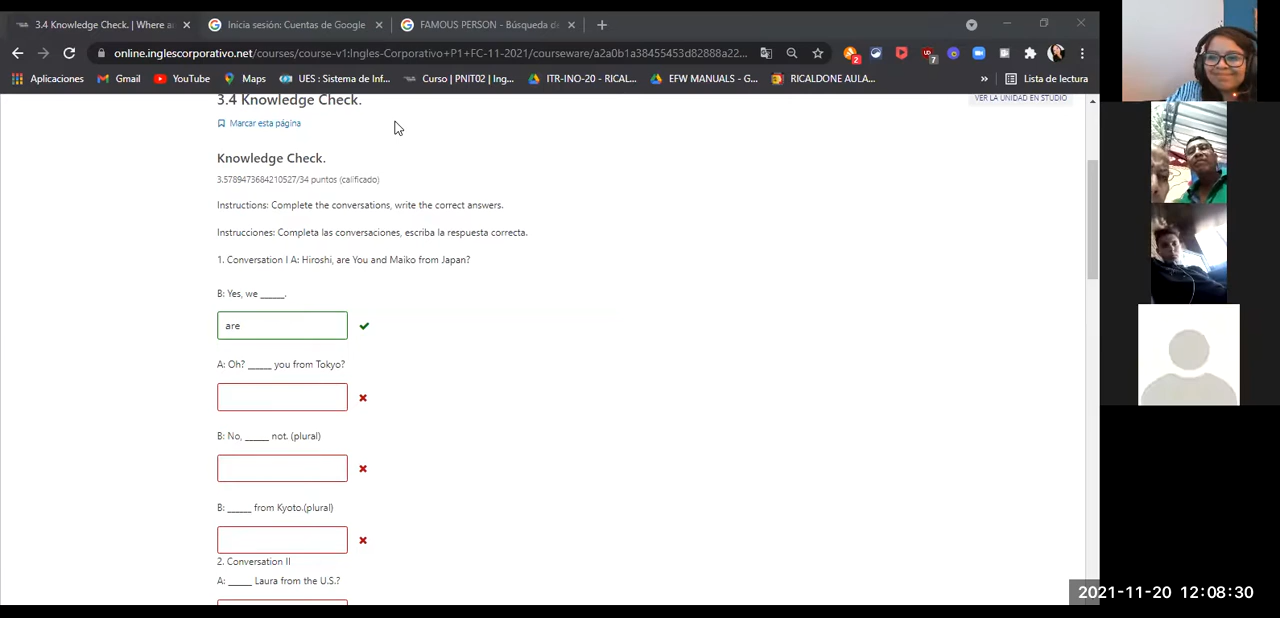 3.4 Knowledge Check. | Where a
Inicia sesión: Cuentas de Google
FAMOUS PERSON - Búsqueda de
online.inglescorporativo.net/courses/course-v1:Ingles-Corporativo+P1+FC-11-2021/courseware/a2a0b1a38455453d82888a22...
Aplicaciones
Gmail
YouTube
Maps
UES : Sistema de Inf...
Curso | PNIT02 | Ing...
ITR-INO-20 - RICAL...
EFW MANUALS - G...
RICALDONE AULA...
»
Lista de lectura
3.4 Knowledge Check.
VER LA UNIDAD EN STUDIO
Marcar esta página
Knowledge Check.
3.5789473684210527/34 puntos (calificado)
Instructions: Complete the conversations, write the correct answers.
Instrucciones: Completa las conversaciones, escriba la respuesta correcta.
1. Conversation I A: Hiroshi, are You and Maiko from Japan?
B: Yes, we ______.
are
A: Oh? ______ you from Tokyo?
B: No, ______ not. (plural)
B: ______ from Kyoto.(plural)
2. Conversation II
A: ______ Laura from the U.S.?
2021-11-20 12:08:30